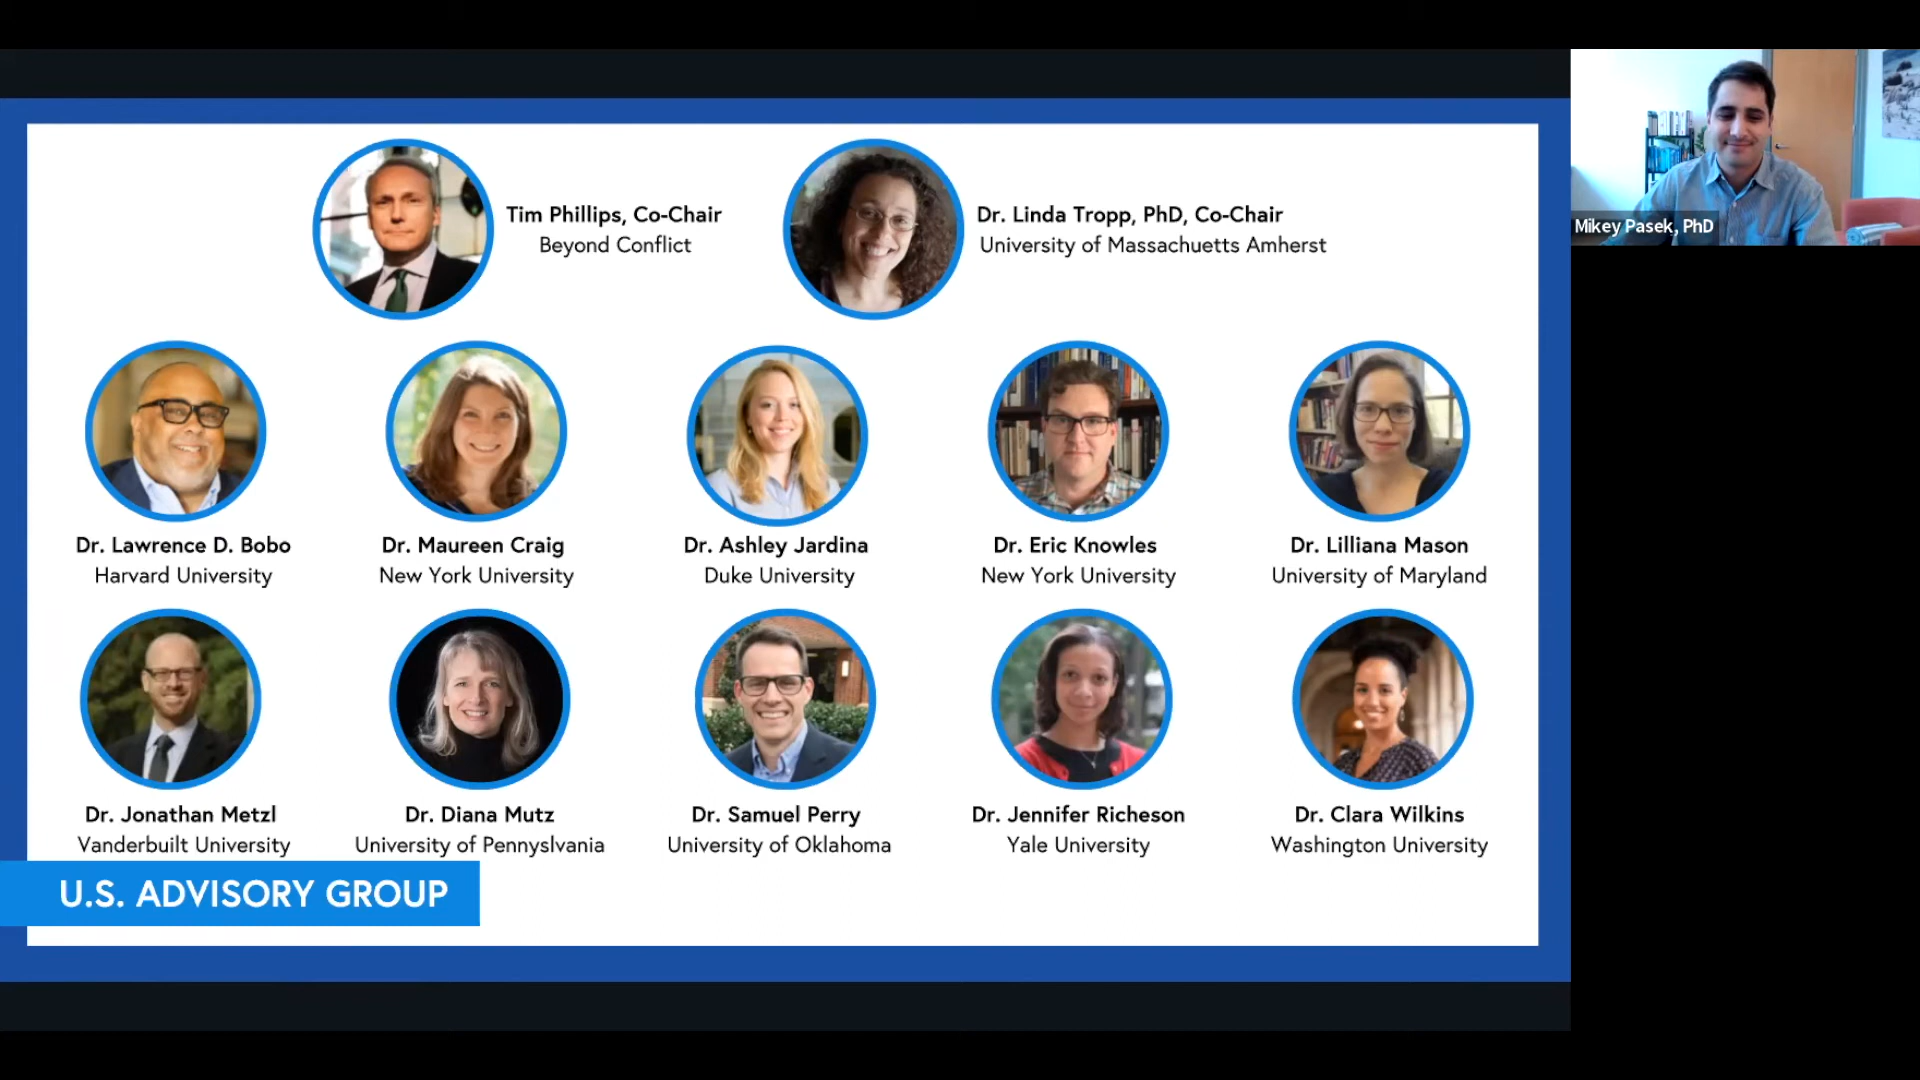 Tim Phillips, Co-Chair
Beyond Conflict
Dr. Linda Tropp, PhD, Co-Chair
University of Massachuetts Amherst
Mikey Pasek, PhD
Dr. Lawrence D. Bobo
Harvard University
Dr. Maureen Craig
New York University
Dr. Ashley Jardina
Duke University
Dr. Eric Knowles
New York University
Dr. Lilliana Mason
University of Maryland
Dr. Jonathan Metzl
Vanderbuilt University
Dr. Diana Mutz
University of Pennyslvania
Dr. Samuel Perry
University of Oklahoma
Dr. Jennifer Richeson
Yale University
Dr. Clara Wilkins
Washington University
U.S. ADVISORY GROUP